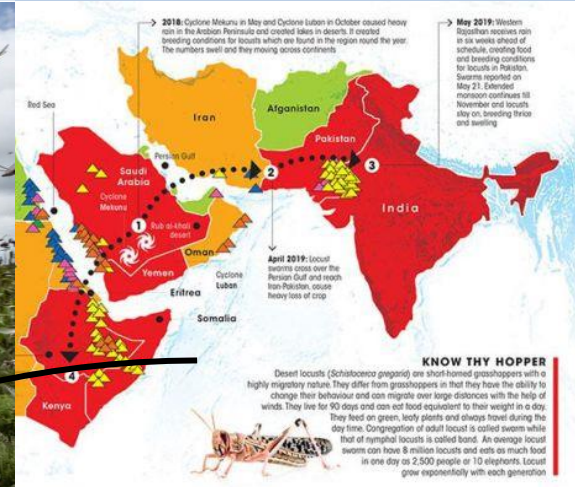 2018: Cyclone Mekunu in May and Cyclone Luban in October caused heavy
rain in the Arabian Peninsula and created lakes in deserts. It created
breeding conditions for locusts which are found in the region round the year.
The numbers swell and they moving across continents
May 2019: Western
Rajasthan receives rain
in six weeks ahead of
schedule, creating food
and breeding conditions
for locusts in Pakistan.
Swarms reported on
May 21. Extended
monsoon continues till
November and locusts
stay on, breeding thrice
and swelling
Red Sea
Iran
Afganistan
Pakistan
Persian Gulf
2
3
Saudi
Arabia
Cyclone
Mekunu
1
Rub al-khali
desert
India
Oman
Yemen
Cyclone
Luban
Eritrea
Somalia
April 2019: Locust
swarms cross over the
Persian Gulf and reach
Iran-Pakistan, cause
heavy loss of crop
4
Kenya
KNOW THY HOPPER
Desert locusts (Schistocerca gregaria) are short-horned grasshoppers with a
highly migratory nature. They differ from grasshoppers in that they have the ability to
change their behaviour and can migrate over large distances with the help of
winds. They live for 90 days and can eat food equivalent to their weight in a day.
They feed on green, leafy plants and always travel during the
day time. Congregation of adult locust is called swarm while
that of nymphal locusts is called band. An average locust
swarm can have 8 million locusts and eats as much food
in one day as 2,500 people or 10 elephants. Locust
grow exponentially with each generation